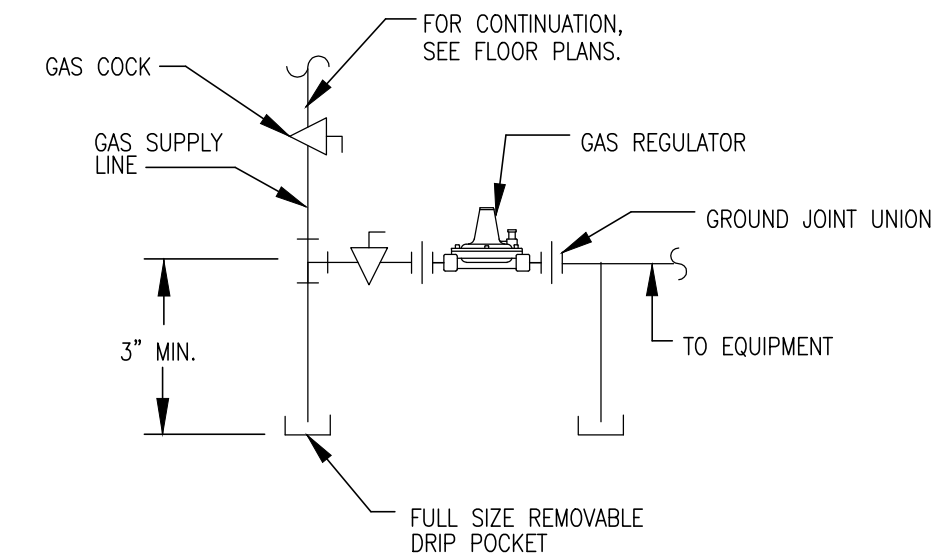 FOR CONTINUATION,
SEE FLOOR PLANS.
GAS COCK
GAS SUPPLY
LINE
GAS REGULATOR
GROUND JOINT UNION
3” MIN.
TO EQUIPMENT
FULL SIZE REMOVABLE
DRIP POCKET